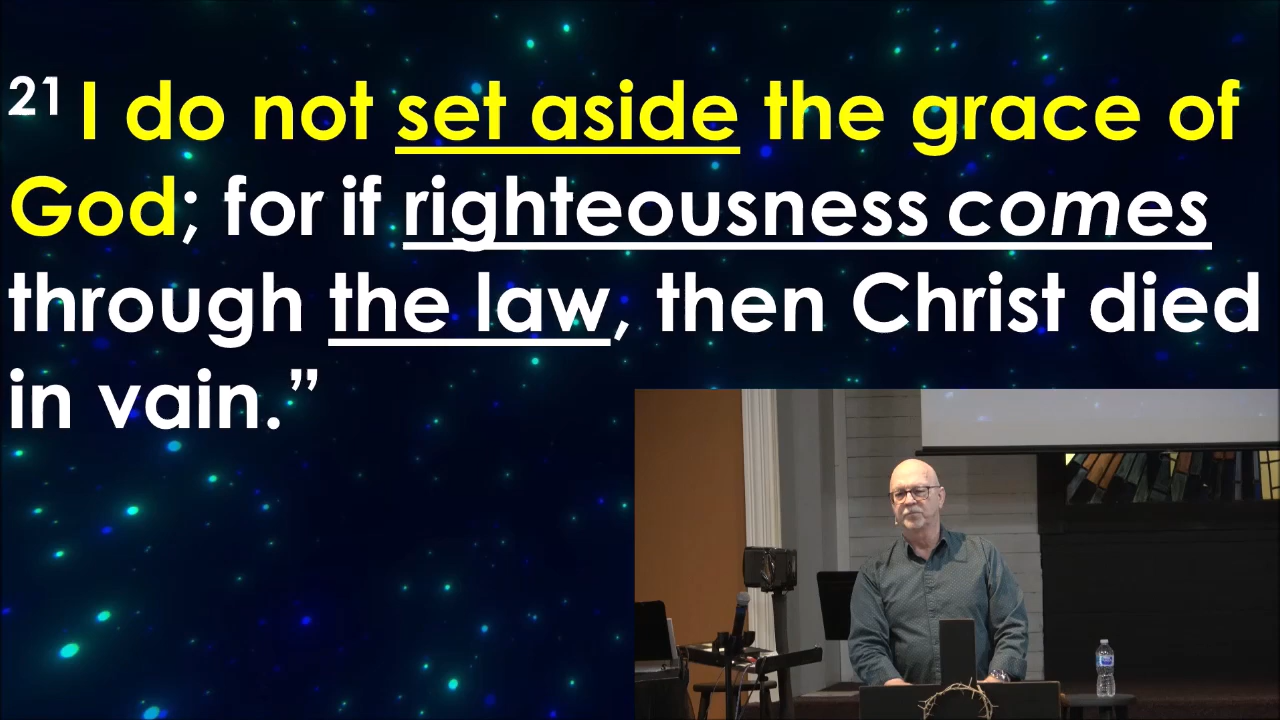 21 I do not set aside the grace of
God; for if righteousness comes
through the law, then Christ died
in vain.”